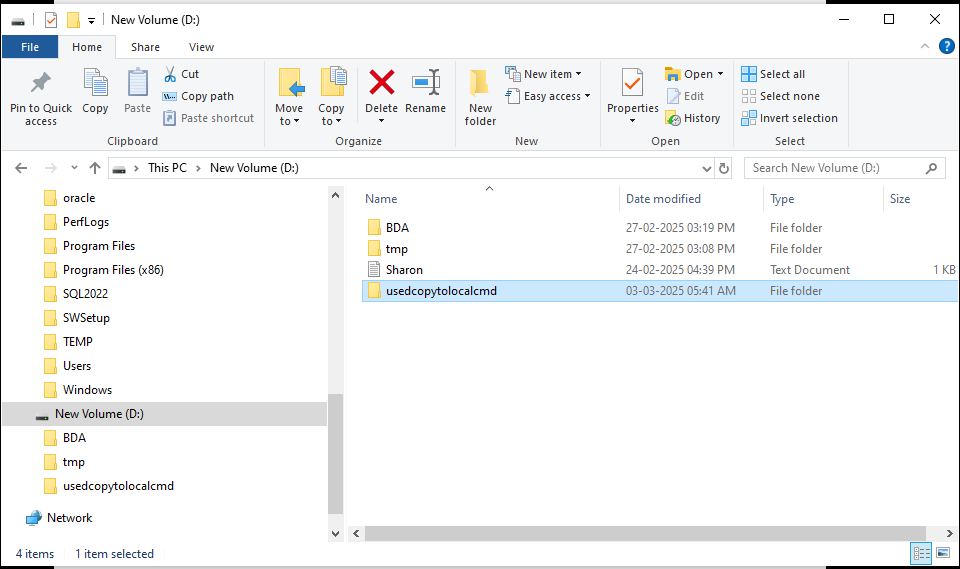 New Volume (D:)
File Home Share View
Pin to Quick access
Copy
Paste
Cut
Copy path
Paste shortcut
Clipboard
Move to
Copy to
Delete
Rename
Organize
New folder
New item
Easy access
New
Properties
Open
Edit
History
Open
Select all
Select none
Invert selection
Select
This PC New Volume (D:)
Search New Volume (D:)
oracle
PerfLogs
Program Files
Program Files (x86)
SQL2022
SWSetup
TEMP
Users
Windows
New Volume (D:)
BDA
tmp
usedcopytolocalcmd
Network
Name Date modified Type Size
BDA 27-02-2025 03:19 PM File folder
tmp 27-02-2025 03:08 PM File folder
Sharon 24-02-2025 04:39 PM Text Document 1 KB
usedcopytolocalcmd 03-03-2025 05:41 AM File folder
4 items 1 item selected